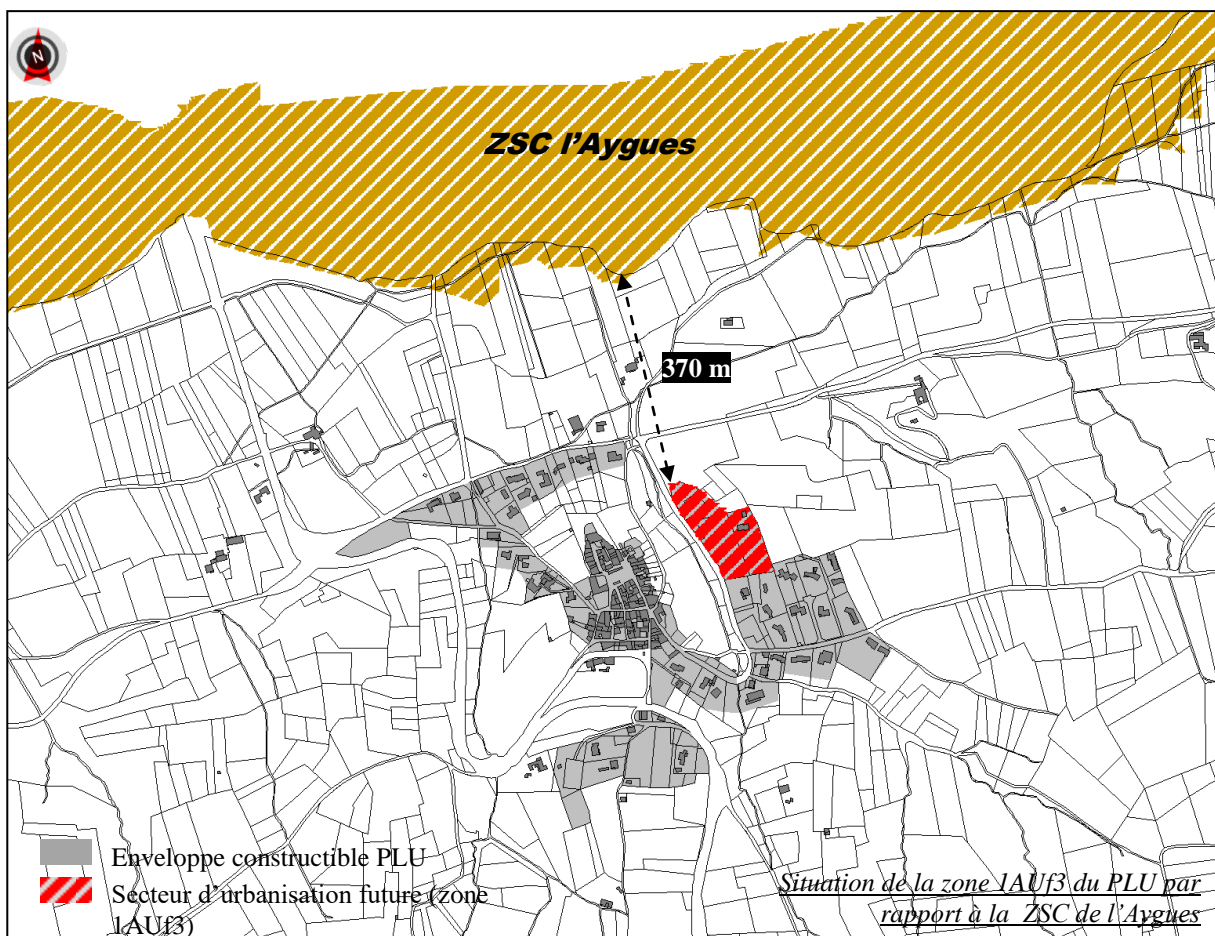 N
ZSC l'Aygues
370 m
Enveloppe constructible PLU
Secteur d'urbanisation future (zone
1AUf3)
Situation de la zone 1AUf3 du PLU par
rapport à la ZSC de l'Aygues